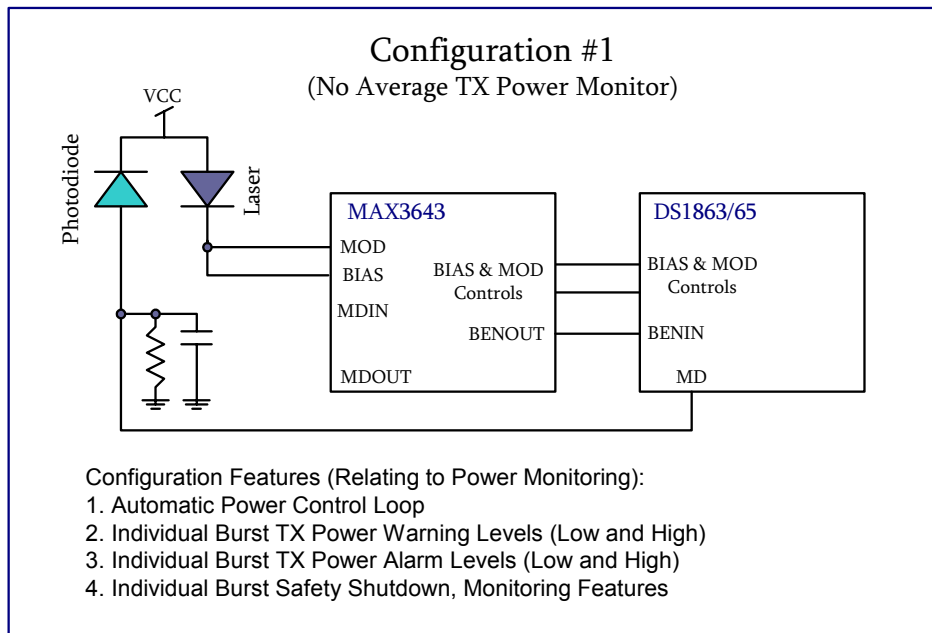 Configuration #1
(No Average TX Power Monitor)
VCC
Photodiode
Laser
MAX3643
DS1863/65
MOD
BIAS
MDIN
MDOUT
BIAS & MOD
Controls
BENOUT
BIAS & MOD
Controls
BENIN
MD
Configuration Features (Relating to Power Monitoring):
1. Automatic Power Control Loop
2. Individual Burst TX Power Warning Levels (Low and High)
3. Individual Burst TX Power Alarm Levels (Low and High)
4. Individual Burst Safety Shutdown, Monitoring Features